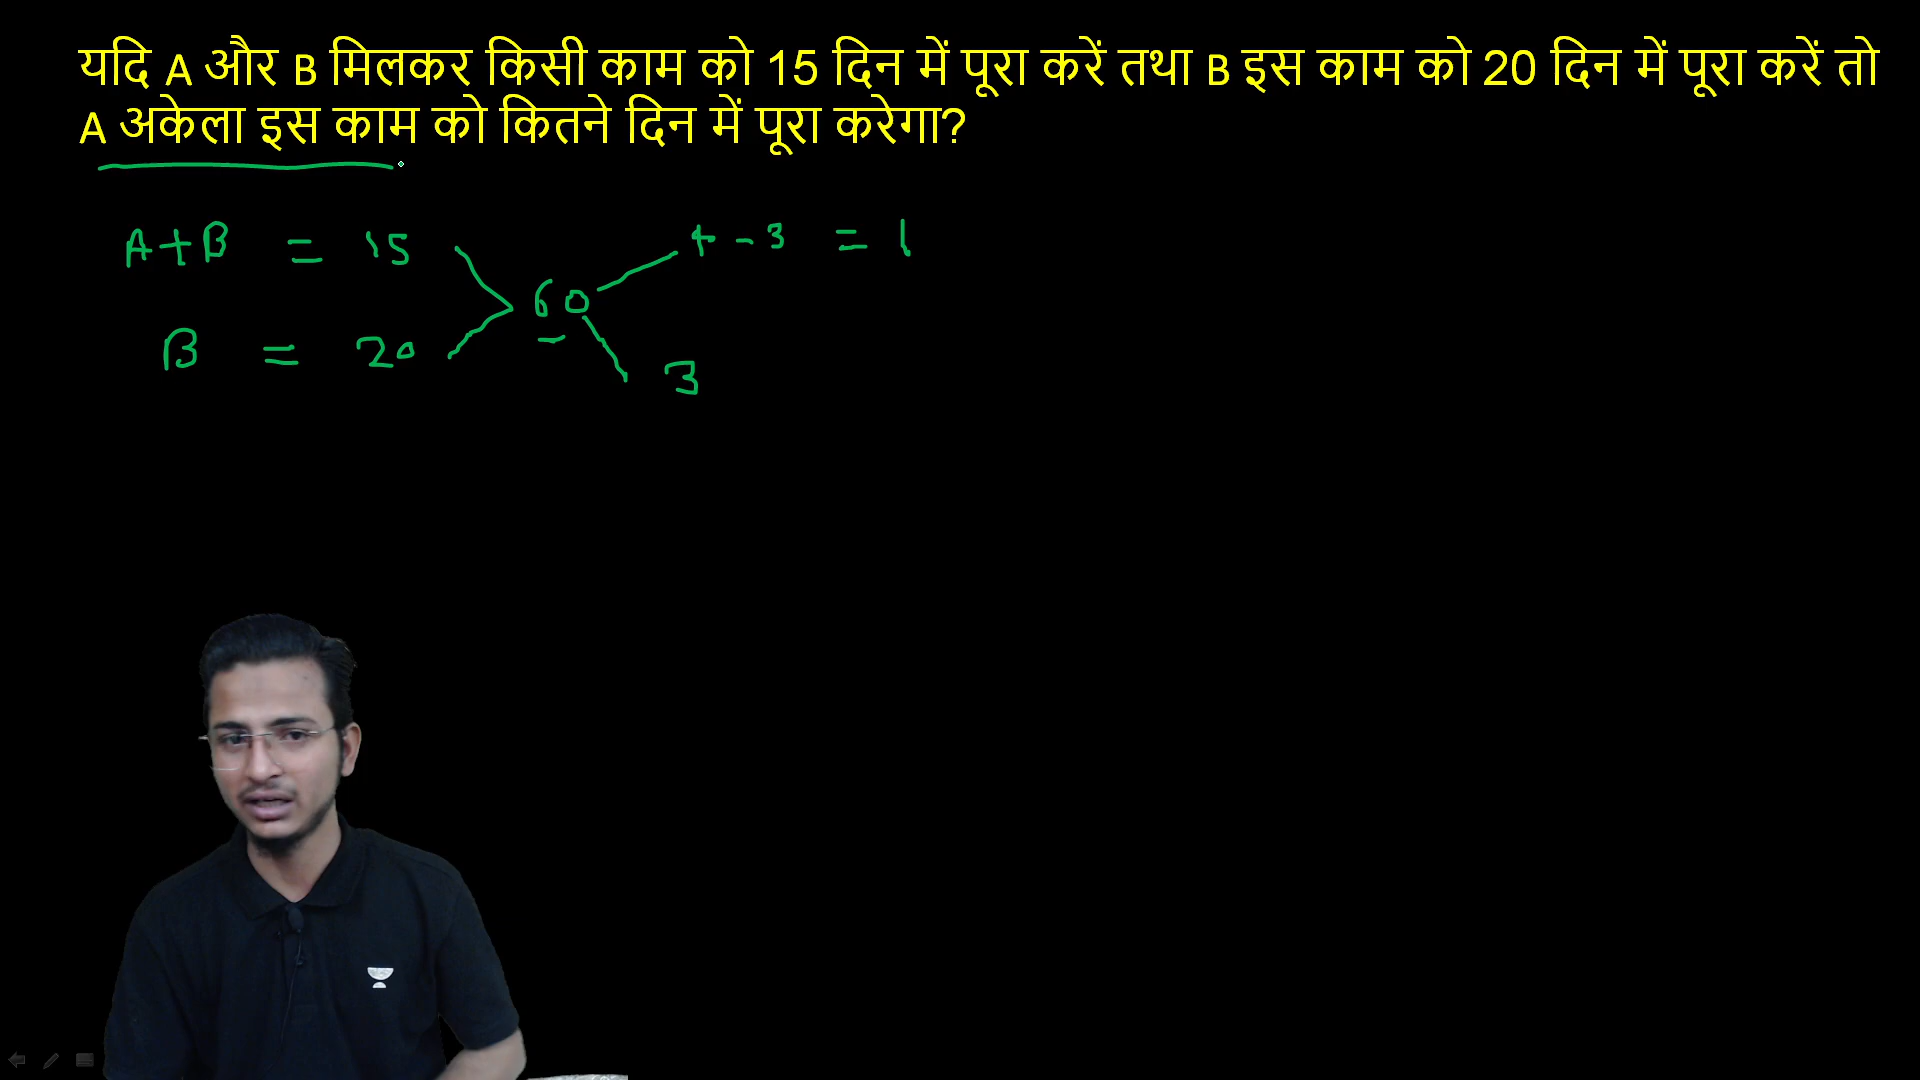 यदि A और B मिलकर किसी काम को 15 दिन में पूरा करें तथा B इस काम को 20 दिन में पूरा करें तो
A अकेला इस काम को कितने दिन में पूरा करेगा?
A+B = 15
4 - 3 = 1
60
B = 20
3